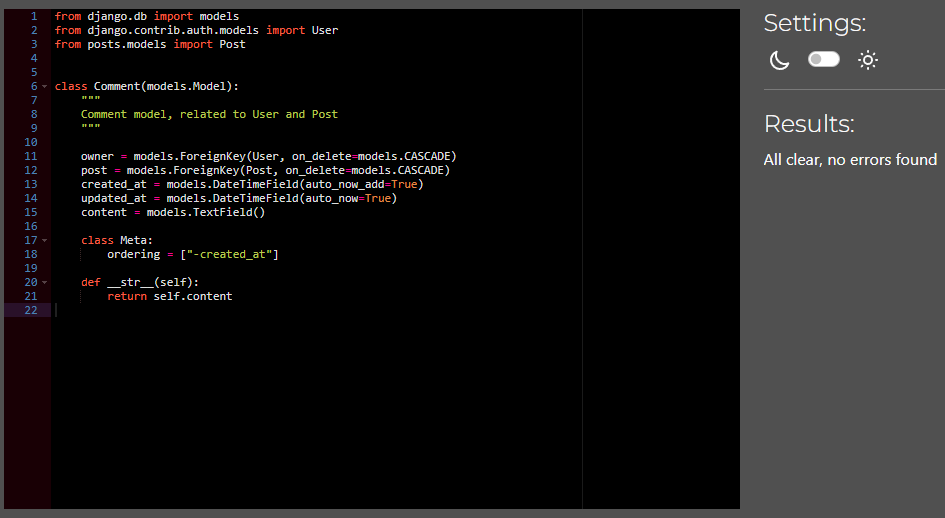 1 from django.db import models
2 from django.contrib.auth.models import User
3 from posts.models import Post
4
5
6 class Comment(models.Model):
7     """
8     Comment model, related to User and Post
9     """
10
11     owner = models.ForeignKey(User, on_delete=models.CASCADE)
12     post = models.ForeignKey(Post, on_delete=models.CASCADE)
13     created_at = models.DateTimeField(auto_now_add=True)
14     updated_at = models.DateTimeField(auto_now=True)
15     content = models.TextField()
16
17     class Meta:
18         ordering = ["-created_at"]
19
20     def __str__(self):
21         return self.content
22
Settings:
Results:
All clear, no errors found